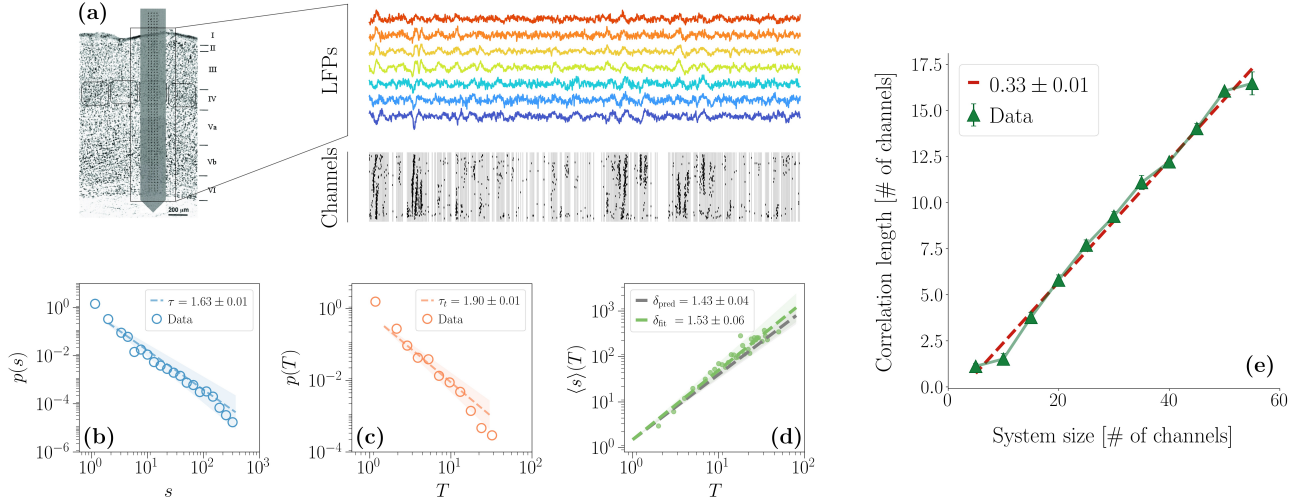 (a)
I
II
III
IV
Va
Vb
VI
200 μm
LFPs
Channels
p(s)
10^0
10^-2
10^-4
10^-6
τ = 1.63 ± 0.01
Data
(b)
10^0 10^1 10^2 10^3
s
p(T)
10^0
10^-2
10^-4
τ_t = 1.90 ± 0.01
Data
(c)
10^0 10^1 10^2
T
⟨s⟩(T)
10^3
10^2
10^1
10^0
δ_pred = 1.43 ± 0.04
δ_fit = 1.53 ± 0.06
(d)
10^0 10^1 10^2
T
Correlation length [# of channels]
17.5
15.0
12.5
10.0
7.5
5.0
2.5
0.0
0.33 ± 0.01
Data
(e)
0 20 40 60
System size [# of channels]